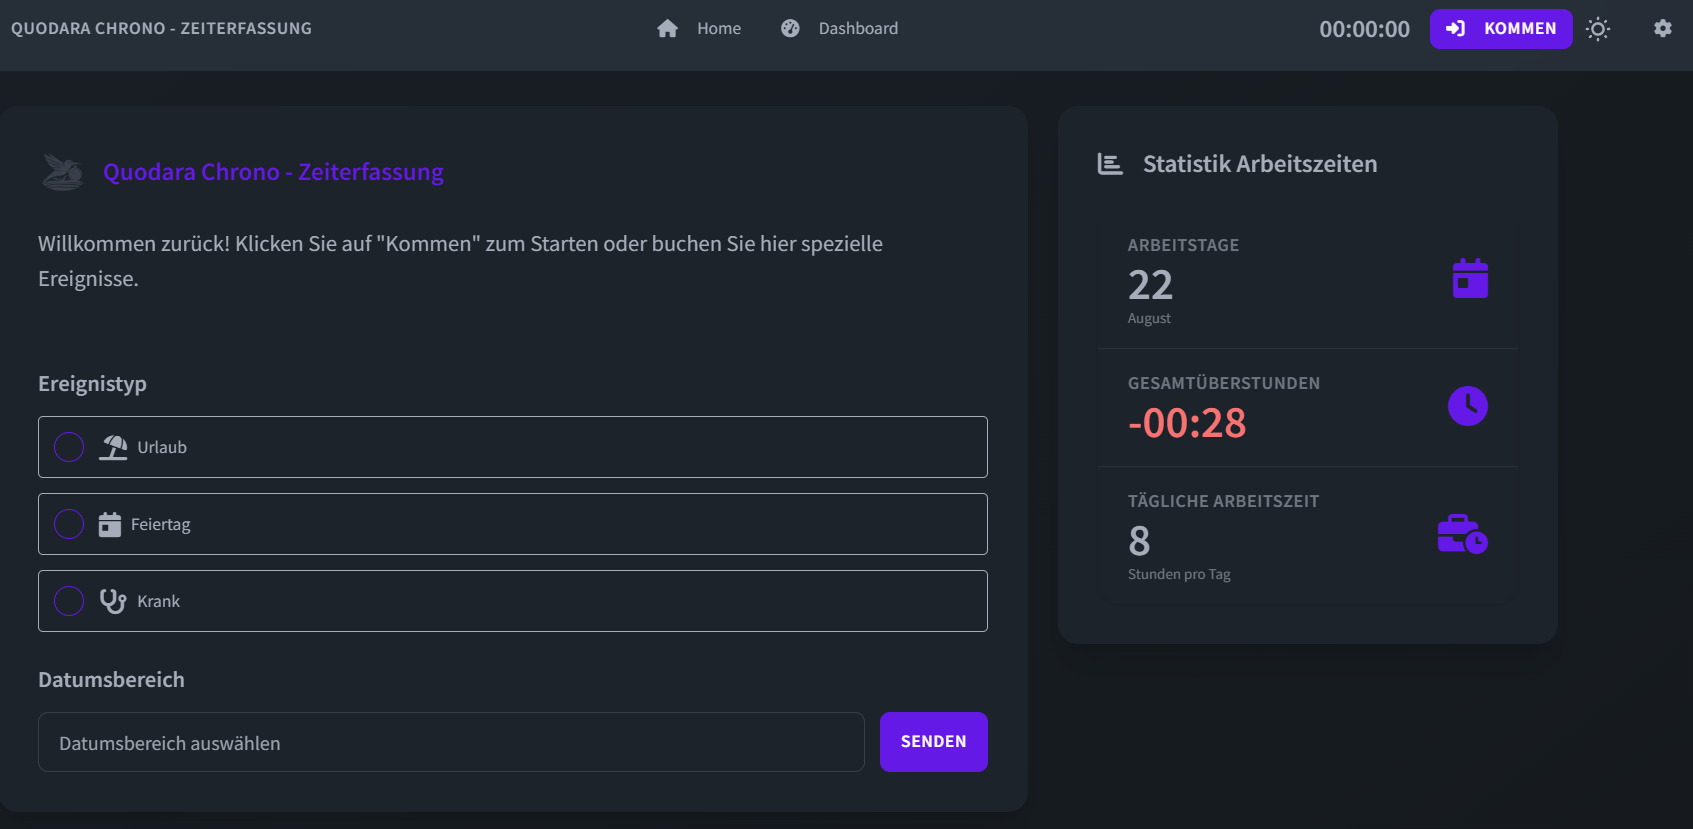 QUODARA CHRONO - ZEITERFASSUNG
Home
Dashboard
00:00:00
KOMMEN
Quodara Chrono - Zeiterfassung
Willkommen zurück! Klicken Sie auf "Kommen" zum Starten oder buchen Sie hier spezielle
Ereignisse.
Ereignistyp
Urlaub
Feiertag
Krank
Datumsbereich
Datumsbereich auswählen
SENDEN
Statistik Arbeitszeiten
ARBEITSTAGE
22
August
GESAMTÜBERSTUNDEN
-00:28
TÄGLICHE ARBEITSZEIT
8
Stunden pro Tag